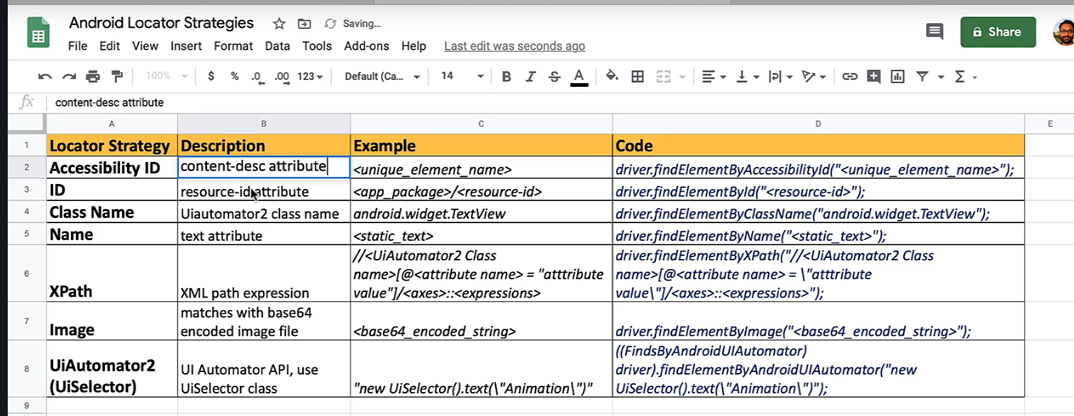 Android Locator Strategies Saving...
File Edit View Insert Format Data Tools Add-ons Help Last edit was seconds ago
Share
100% $ % .0 .00 123 Default (Ca... 14 B I S A
fx content-desc attribute
A B C D E
1 Locator Strategy Description Example Code
2 Accessibility ID content-desc attribute <unique_element_name> driver.findElementByAccessibilityId("<unique_element_name>");
3 ID resource-id attribute <app_package>/<resource-id> driver.findElementById("<resource-id>");
4 Class Name Uiautomator2 class name android.widget.TextView driver.findElementByClassName("android.widget.TextView");
5 Name text attribute <static_text> driver.findElementByName("<static_text>");
6 XPath XML path expression
//<UiAutomator2 Class
name>[@<attribute name> = "atttribute
value"]/<axes>::<expressions>
driver.findElementByXPath("//<UiAutomator2 Class
name>[@<attribute name> = \"atttribute
value\"]/<axes>::<expressions>");
7 Image
matches with base64
encoded image file
<base64_encoded_string> driver.findElementByImage("<base64_encoded_string>");
8 UiAutomator2
(UiSelector)
UI Automator API, use
UiSelector class
"new UiSelector().text(\"Animation\")"
((FindsByAndroidUIAutomator)
driver).findElementByAndroidUIAutomator("new
UiSelector().text(\"Animation\")");
9